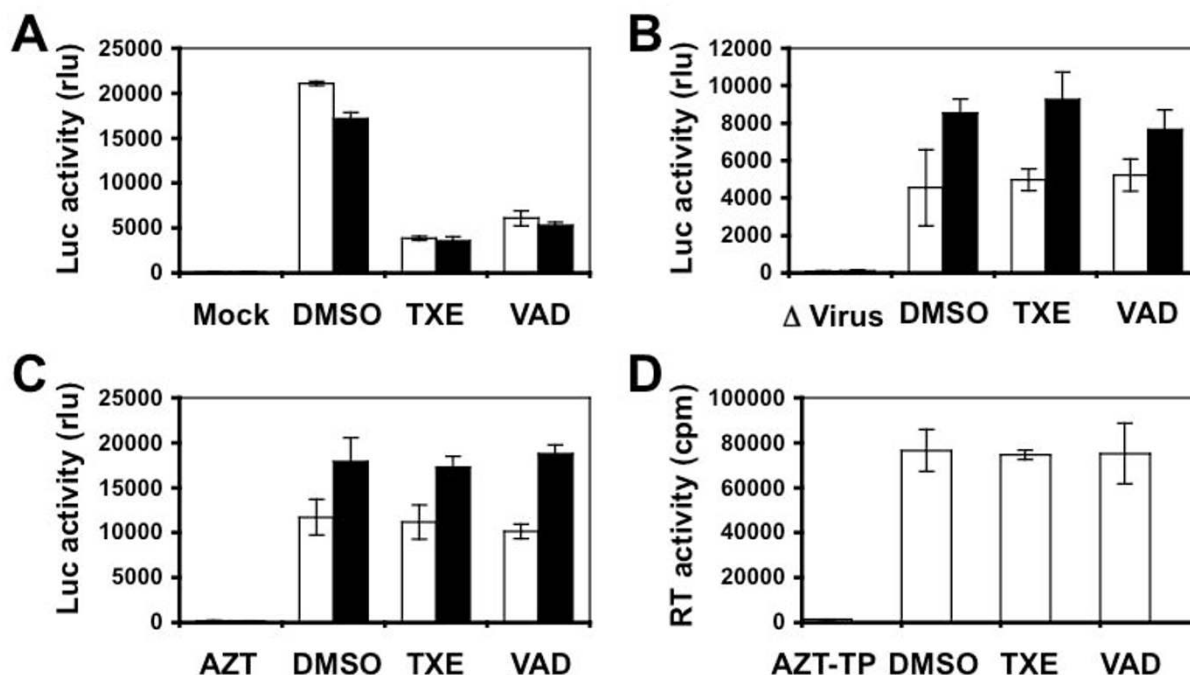 A
Luc activity (rlu)
25000
20000
15000
10000
5000
0
Mock DMSO TXE VAD
B
Luc activity (rlu)
12000
10000
8000
6000
4000
2000
0
Δ Virus DMSO TXE VAD
C
Luc activity (rlu)
25000
20000
15000
10000
5000
0
AZT DMSO TXE VAD
D
RT activity (cpm)
100000
80000
60000
40000
20000
0
AZT-TP DMSO TXE VAD